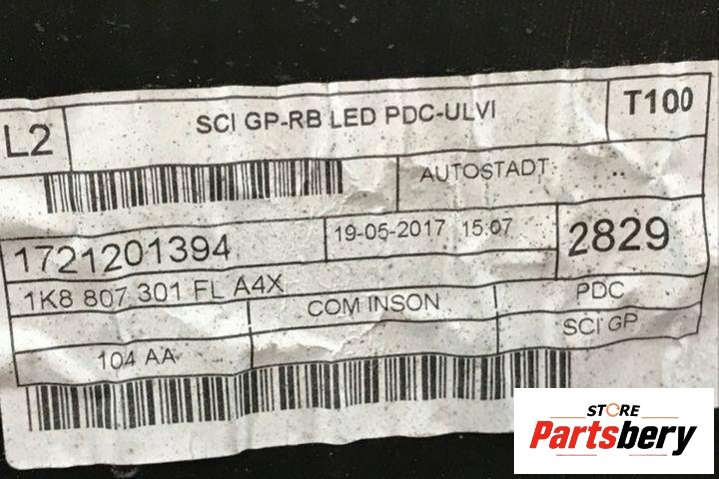 L2
SCI GP-RB LED PDC-ULVI
T100
AUTOSTADT
1721201394
19-05-2017 15:07
2829
1K8 807 301 FL A4X
COM INSON
PDC
104 AA
SCI GP
STORE
Partsbery